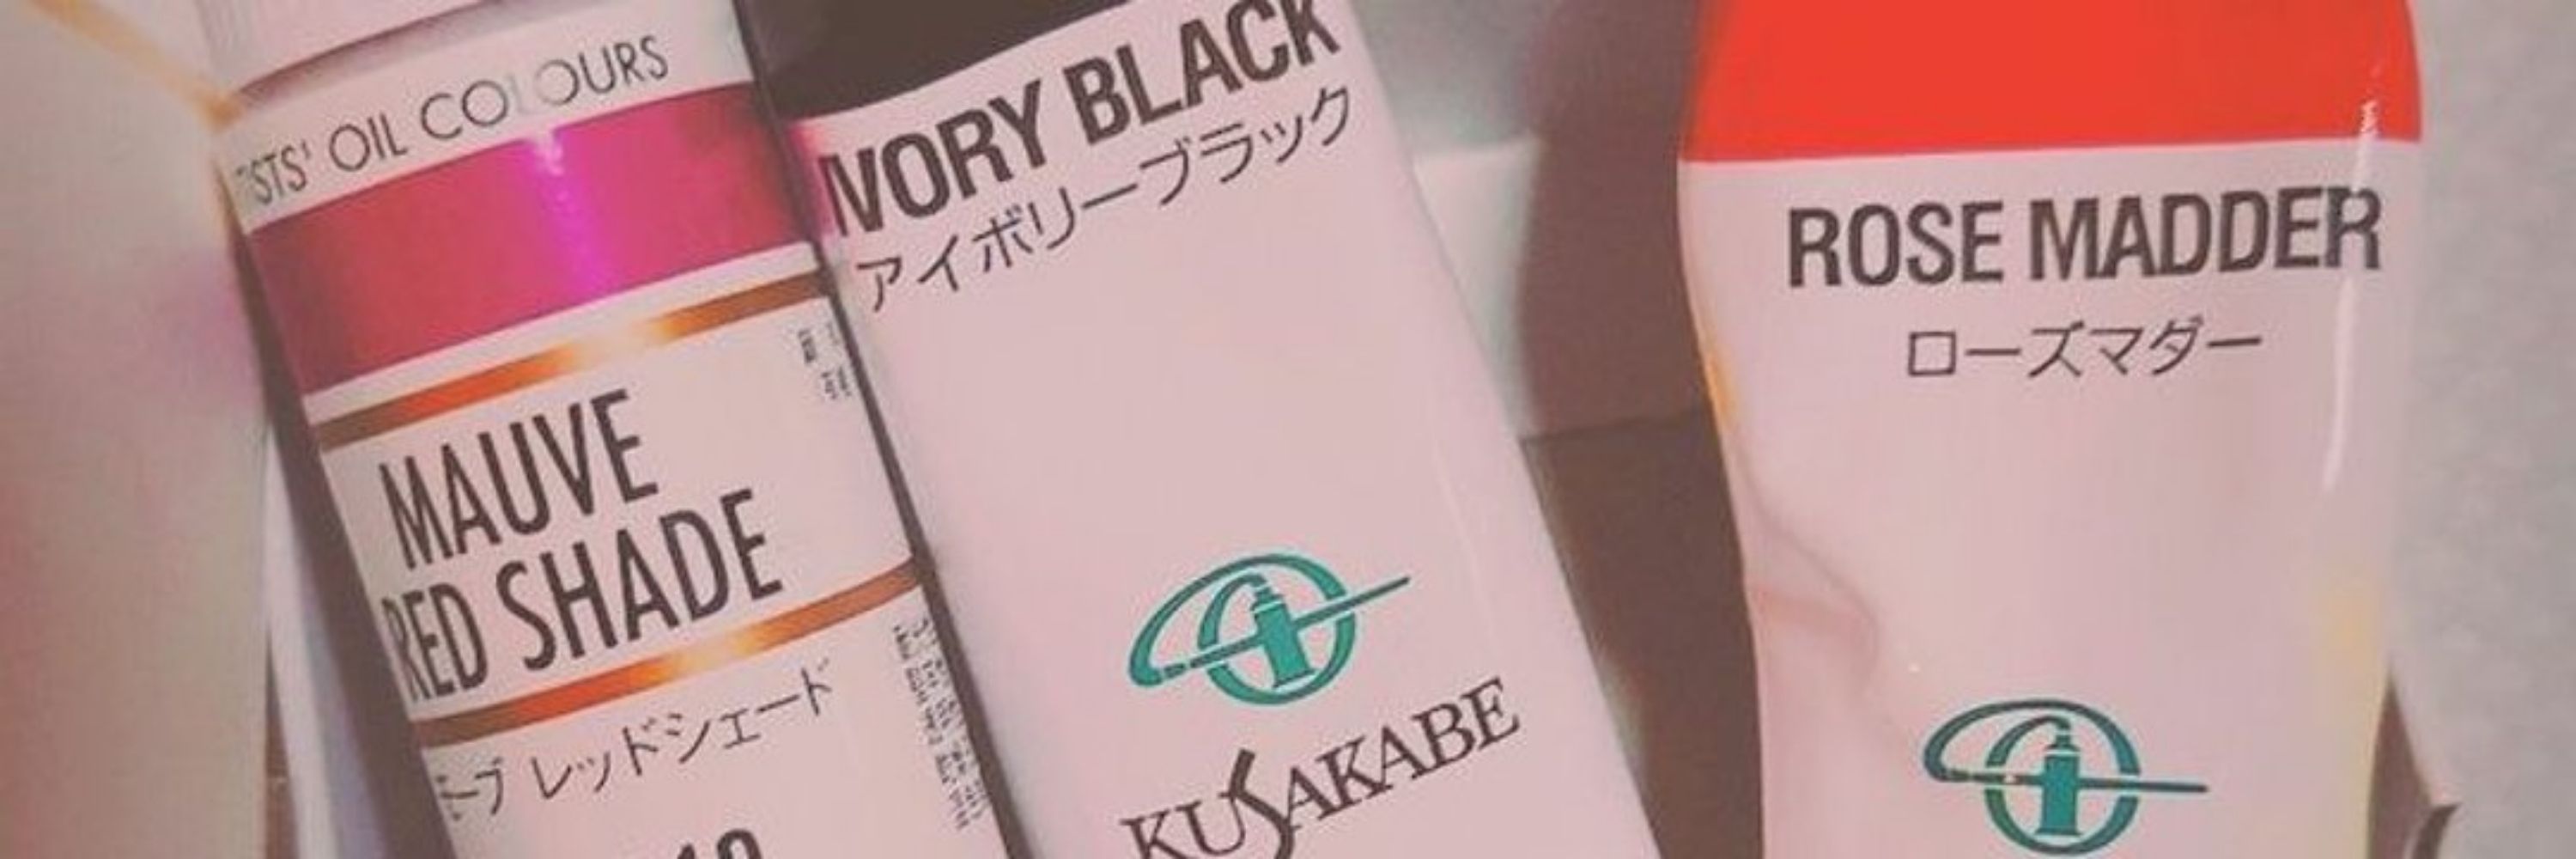 OIL COLOURS
MAUVE
RED SHADE
レッドシェード
IVORY BLACK
アイボリーブラック
KUSAKABE
ROSE MADDER
ローズマダー